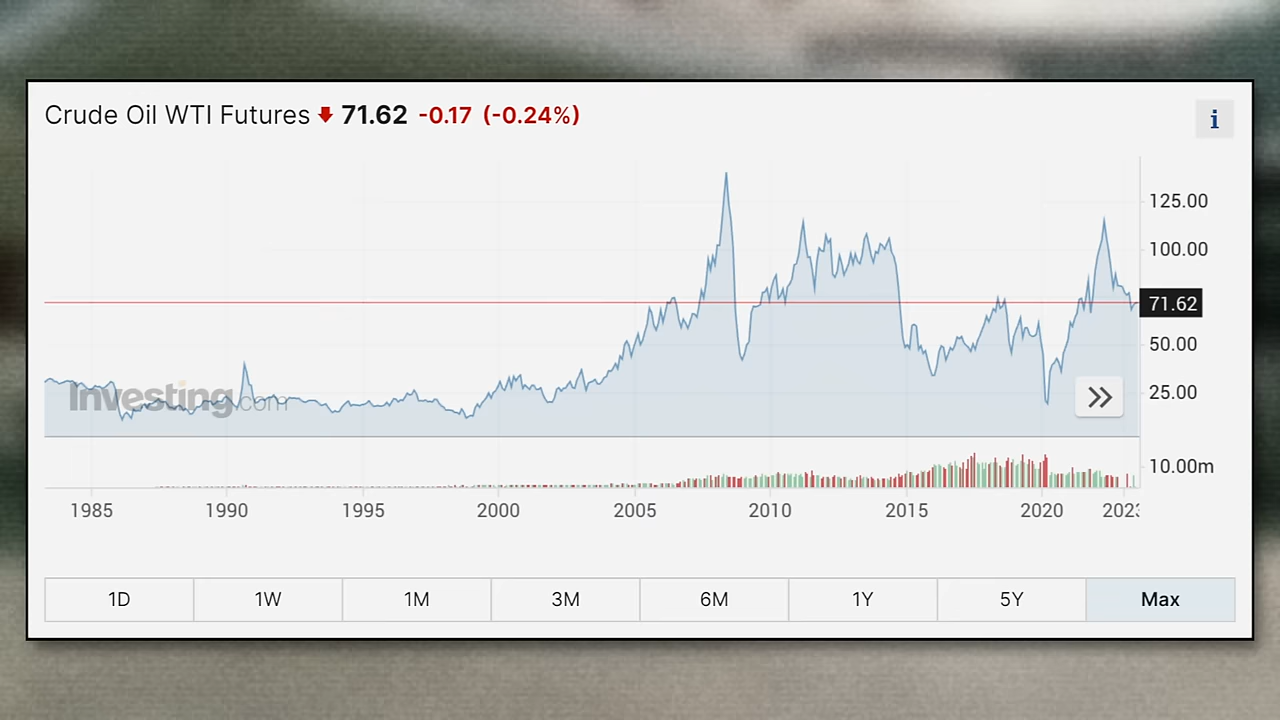 Crude Oil WTI Futures 71.62 -0.17 (-0.24%)
i
125.00
100.00
71.62
50.00
25.00
Investing.com
10.00m
1985 1990 1995 2000 2005 2010 2015 2020 202
1D 1W 1M 3M 6M 1Y 5Y Max